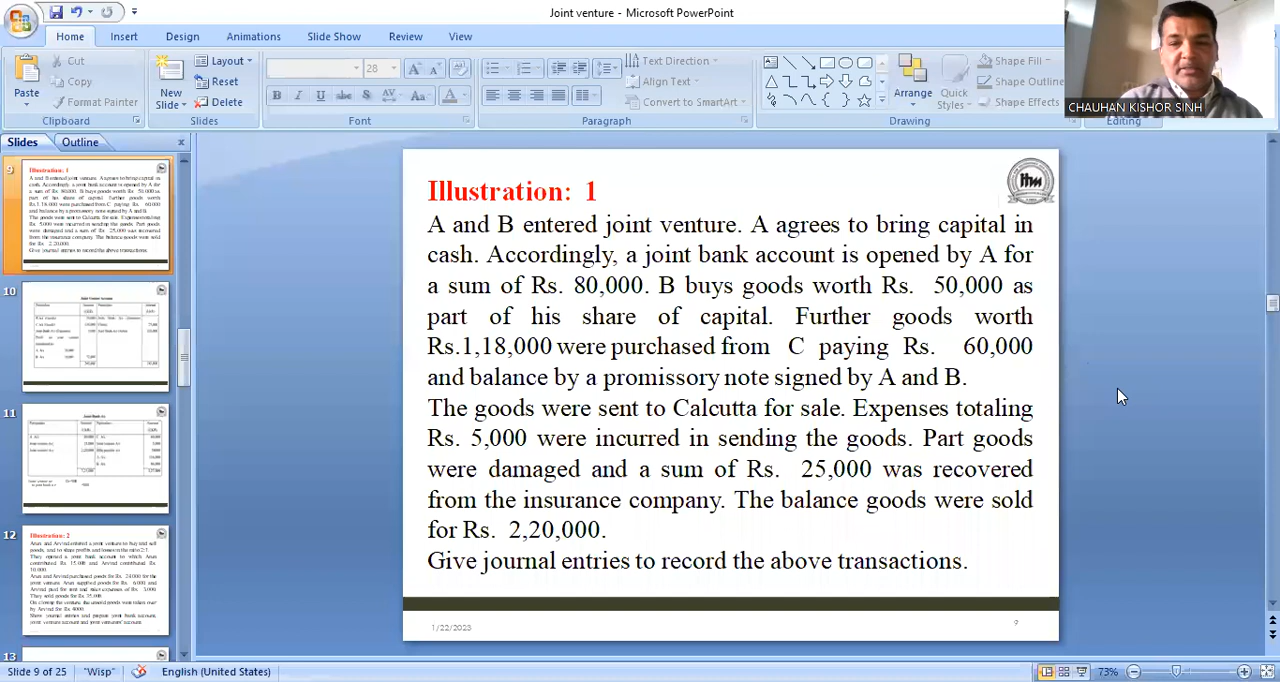 Joint venture - Microsoft PowerPoint
Home Insert Design Animations Slide Show Review View
Paste Cut Copy Format Painter
Clipboard
New Slide Layout Reset Delete
Slides
28
Font
Paragraph
Text Direction
Align Text
Convert to SmartArt
Arrange Quick Styles
Shape Fill
Shape Outline
Shape Effects
Drawing
Editing
CHAUHAN KISHOR SINH
Slides Outline
9
10
11
12
13
Illustration: 1
A and B entered joint venture. A agrees to bring capital in
cash. Accordingly, a joint bank account is opened by A for
a sum of Rs. 80,000. B buys goods worth Rs. 50,000 as
part of his share of capital. Further goods worth
Rs.1,18,000 were purchased from C paying Rs. 60,000
and balance by a promissory note signed by A and B.
The goods were sent to Calcutta for sale. Expenses totaling
Rs. 5,000 were incurred in sending the goods. Part goods
were damaged and a sum of Rs. 25,000 was recovered
from the insurance company. The balance goods were sold
for Rs. 2,20,000.
Give journal entries to record the above transactions.
itm
1/22/2023
9
Slide 9 of 25 "Wisp" English (United States) 73%